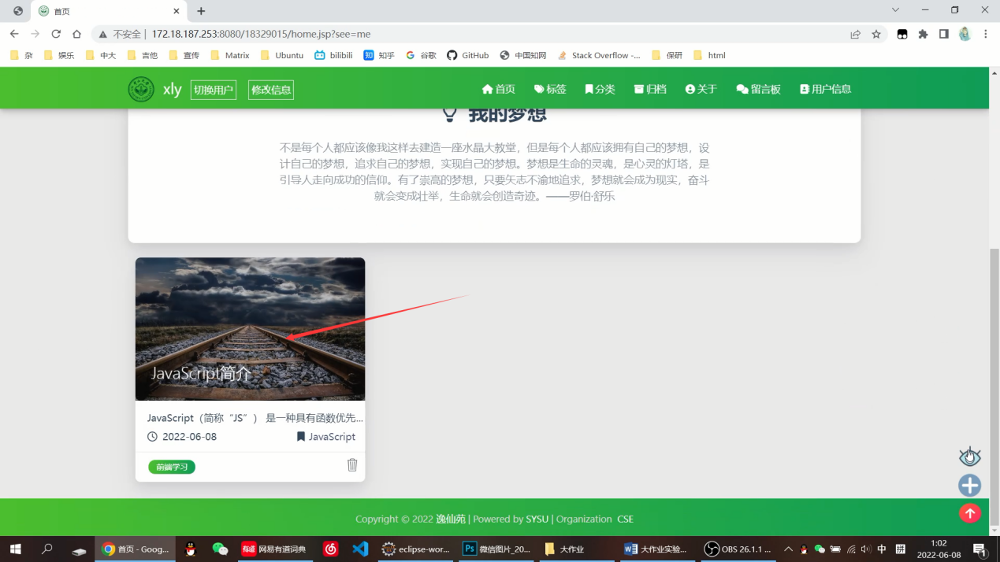 首页
不安全 | 172.18.187.253:8080/18329015/home.jsp?see=me
杂 娱乐 中大 吉他 宣传 Matrix Ubuntu bilibili 知 知乎 谷歌 GitHub 中国知网 Stack Overflow -... 保研 html
xly 切换用户 修改信息 首页 标签 分类 归档 关于 留言板 用户信息
我的梦想
不是每个人都应该像我这样去建造一座水晶大教堂，但是每个人都应该拥有自己的梦想，设
计自己的梦想，追求自己的梦想，实现自己的梦想。梦想是生命的灵魂，是心灵的灯塔，是
引导人走向成功的信仰。有了崇高的梦想，只要矢志不渝地追求，梦想就会成为现实，奋斗
就会变成壮举，生命就会创造奇迹。——罗伯·舒乐
JavaScript简介
JavaScript（简称“JS”） 是一种具有函数优先...
2022-06-08 JavaScript
前端学习
Copyright © 2022 逸仙苑 | Powered by SYSU | Organization CSE
首页 - Goog... 有道 网易有道词典 eclipse-wor... Ps 微信图片_20... 大作业 大作业实验... OBS 26.1.1 ... 中 拼 1:02
2022-06-08 1